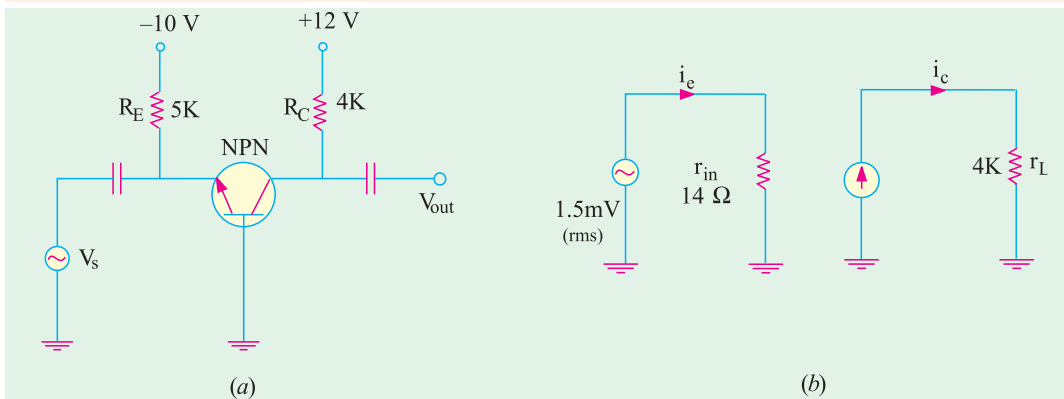 –10 V
+12 V
R_E 5K
R_C 4K
NPN
V_out
V_s
(a)
i_e
r_in
14 Ω
1.5mV
(rms)
i_c
4K r_L
(b)